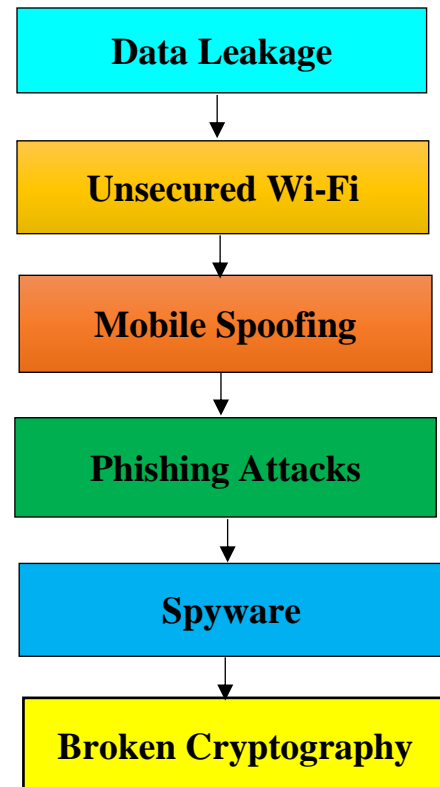 Data Leakage
Unsecured Wi-Fi
Mobile Spoofing
Phishing Attacks
Spyware
Broken Cryptography